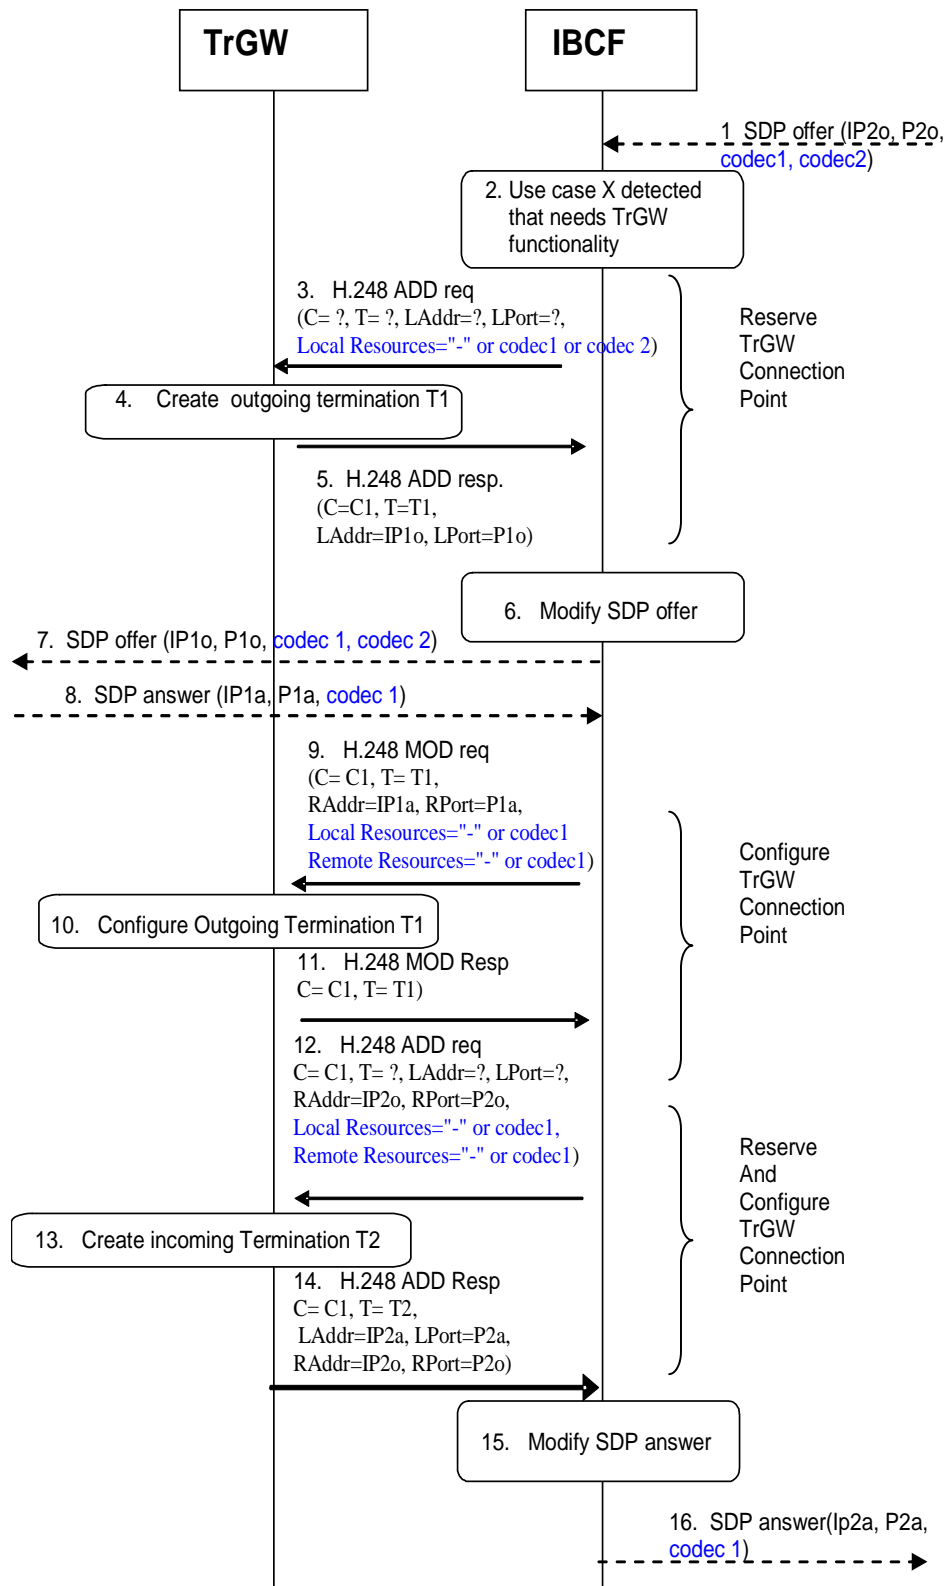 TrGW
IBCF
1 SDP offer (IP2o, P2o,
codec1, codec2)
2. Use case X detected
that needs TrGW
functionality
3. H.248 ADD req
(C= ?, T= ?, LAddr=?, LPort=?,
Local Resources="-" or codec1 or codec 2)
Reserve
TrGW
Connection
Point
4. Create outgoing termination T1
5. H.248 ADD resp.
(C=C1, T=T1,
LAddr=IP1o, LPort=P1o)
6. Modify SDP offer
7. SDP offer (IP1o, P1o, codec 1, codec 2)
8. SDP answer (IP1a, P1a, codec 1)
9. H.248 MOD req
(C= C1, T= T1,
RAddr=IP1a, RPort=P1a,
Local Resources="-" or codec1
Remote Resources="-" or codec1)
Configure
TrGW
Connection
Point
10. Configure Outgoing Termination T1
11. H.248 MOD Resp
C= C1, T= T1)
12. H.248 ADD req
C= C1, T= ?, LAddr=?, LPort=?,
RAddr=IP2o, RPort=P2o,
Local Resources="-" or codec1,
Remote Resources="-" or codec1)
Reserve
And
Configure
TrGW
Connection
Point
13. Create incoming Termination T2
14. H.248 ADD Resp
C= C1, T= T2,
LAddr=IP2a, LPort=P2a,
RAddr=IP2o, RPort=P2o)
15. Modify SDP answer
16. SDP answer(Ip2a, P2a,
codec 1)